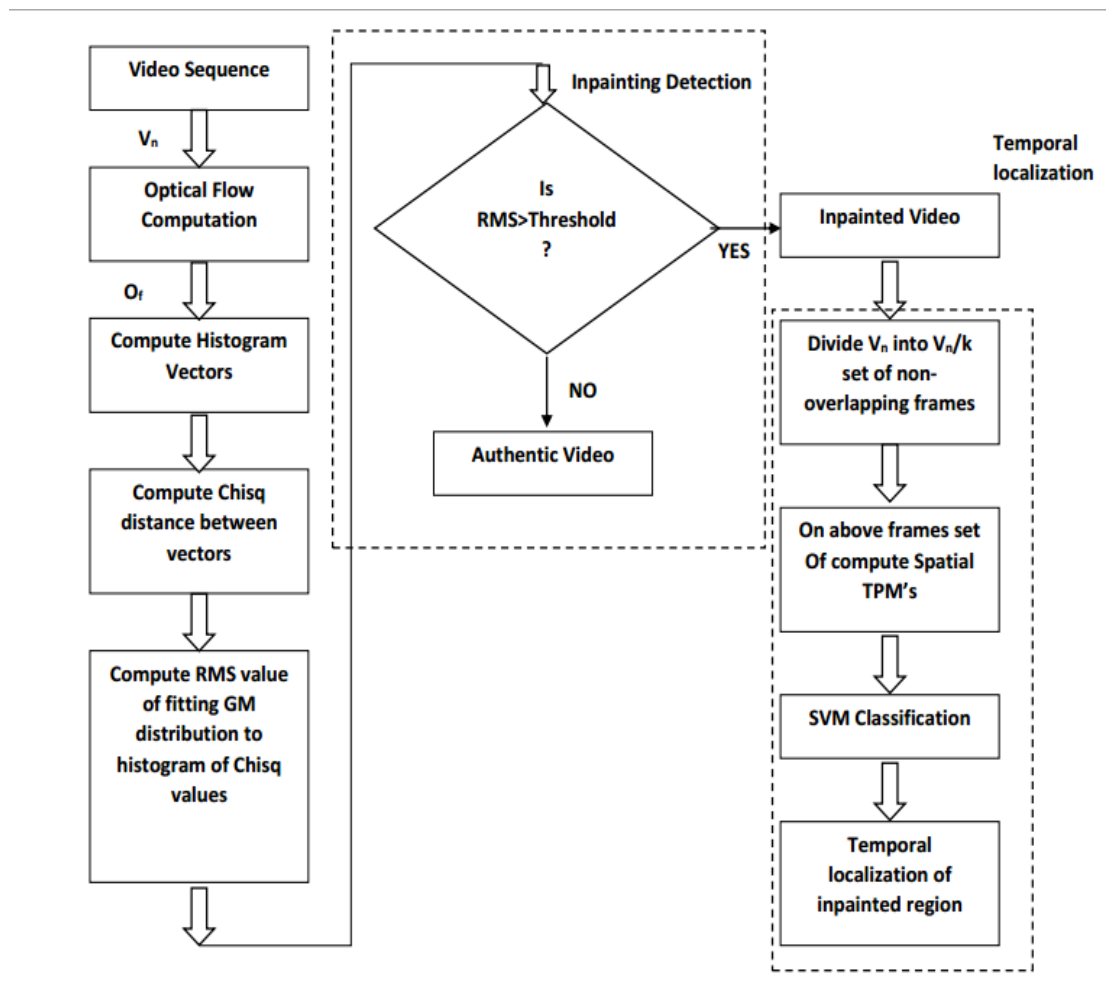 Video Sequence
Vₙ
Optical Flow
Computation
O_f
Compute Histogram
Vectors
Compute Chisq
distance between
vectors
Compute RMS value
of fitting GM
distribution to
histogram of Chisq
values
Inpainting Detection
Is
RMS>Threshold
?
YES
NO
Authentic Video
Temporal
localization
Inpainted Video
Divide Vₙ into Vₙ/k
set of non-
overlapping frames
On above frames set
Of compute Spatial
TPM’s
SVM Classification
Temporal
localization of
inpainted region